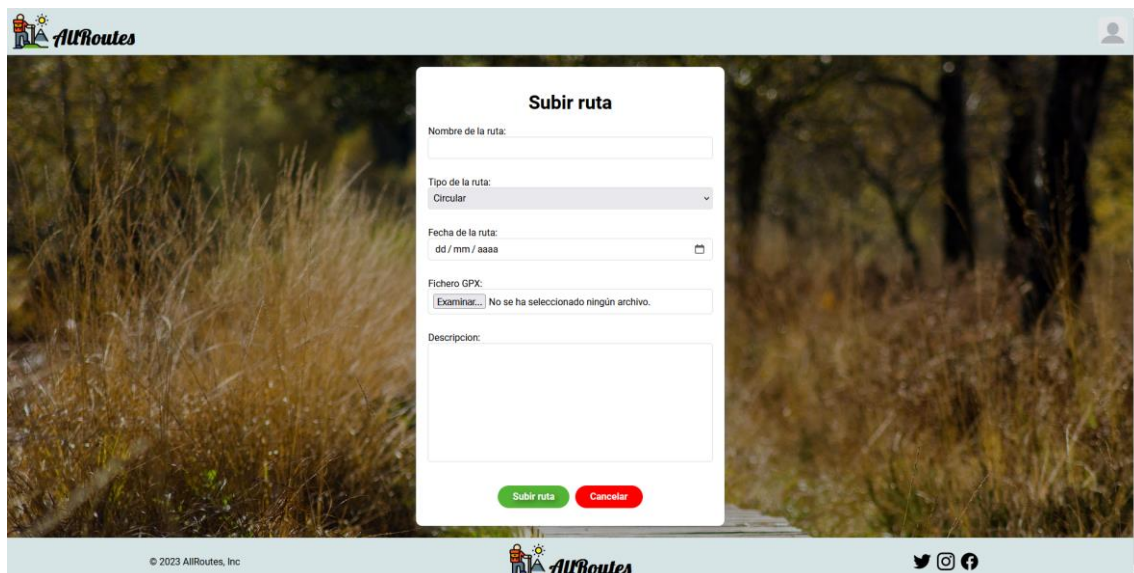 AllRoutes
Subir ruta
Nombre de la ruta:
Tipo de la ruta:
Circular
Fecha de la ruta:
dd / mm / aaaa
Fichero GPX:
Examinar... No se ha seleccionado ningún archivo.
Descripcion:
Subir ruta Cancelar
© 2023 AllRoutes, Inc AllRoutes